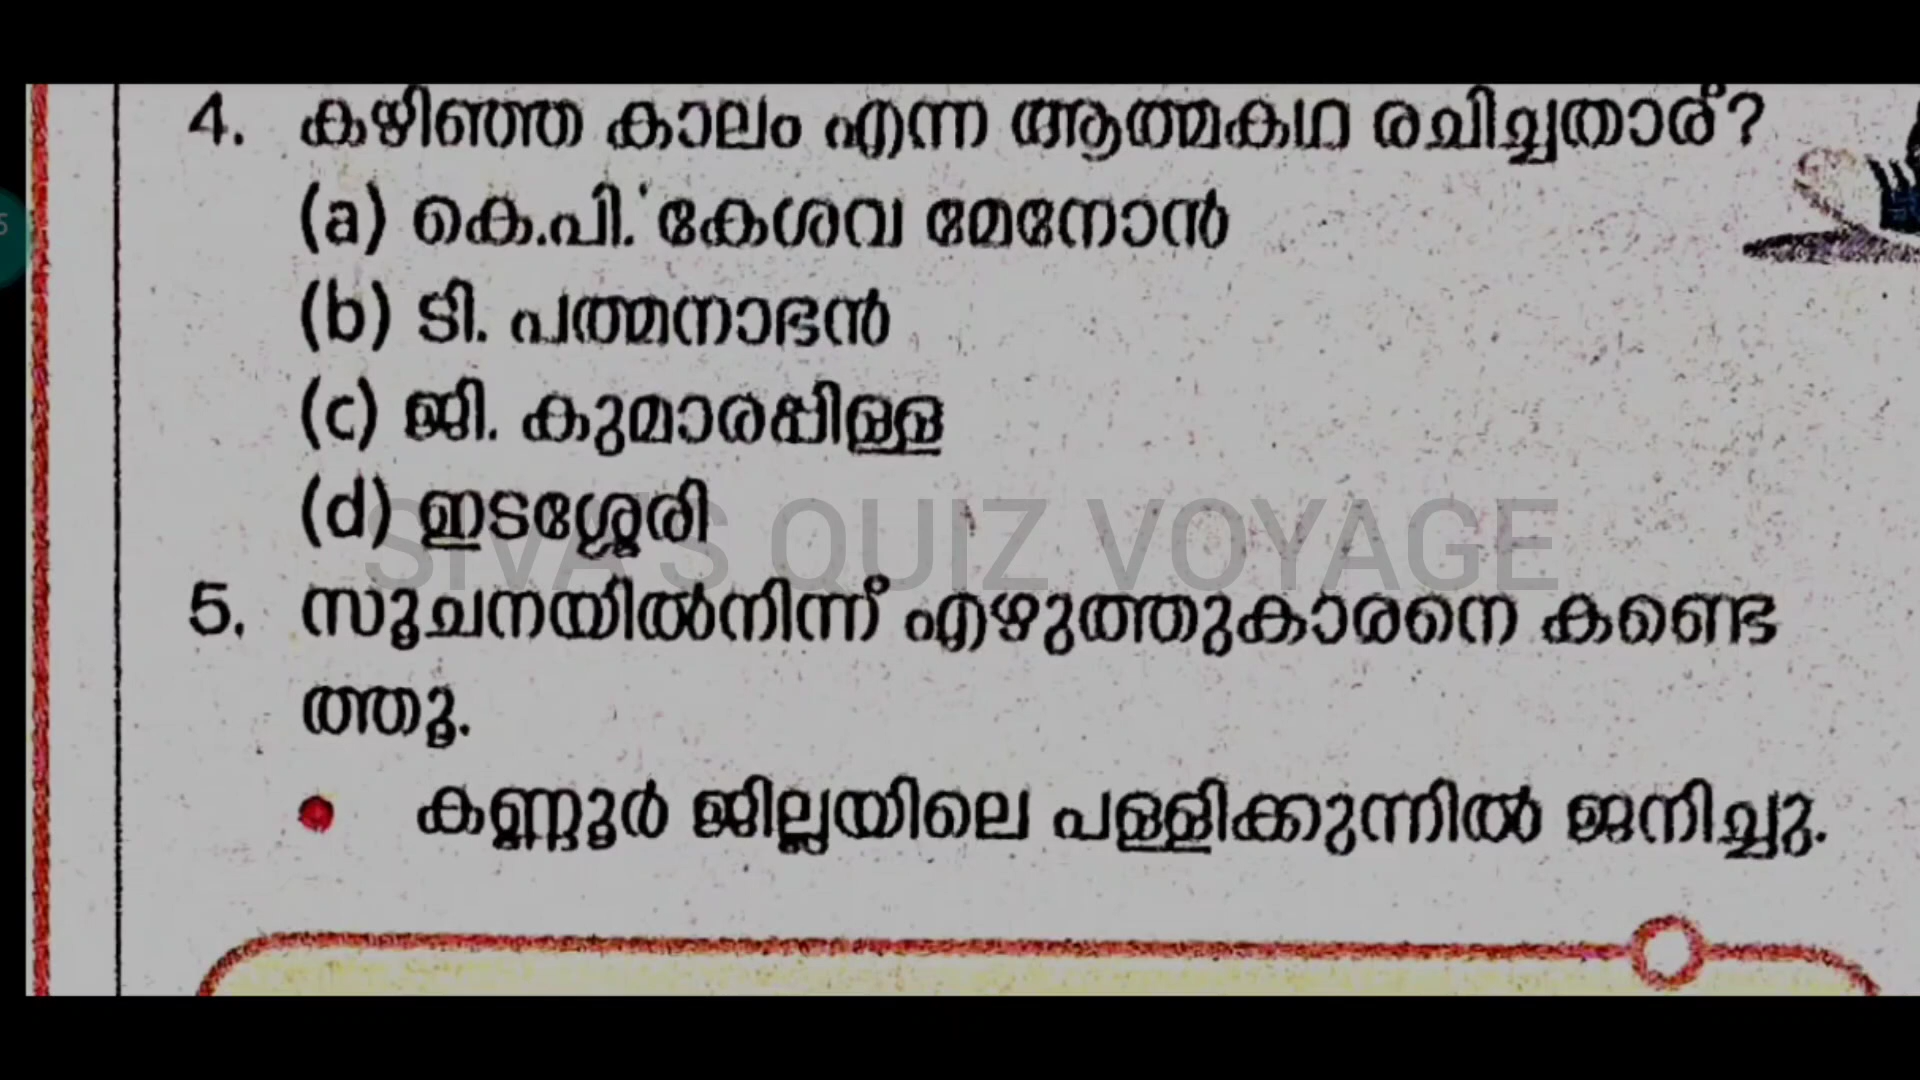 4. കഴിഞ്ഞ കാലം എന്ന ആത്മകഥ രചിച്ചതാര്?
(a) കെ.പി. കേശവ മേനോൻ
(b) ടി. പത്മനാഭൻ
(c) ജി. കുമാരപ്പിള്ള
(d) ഇടശ്ശേരി
SIVA'S QUIZ VOYAGE
5. സൂചനയിൽനിന്ന് എഴുത്തുകാരനെ കണ്ടെ
ത്തൂ.
• കണ്ണൂർ ജില്ലയിലെ പള്ളിക്കുന്നിൽ ജനിച്ചു.